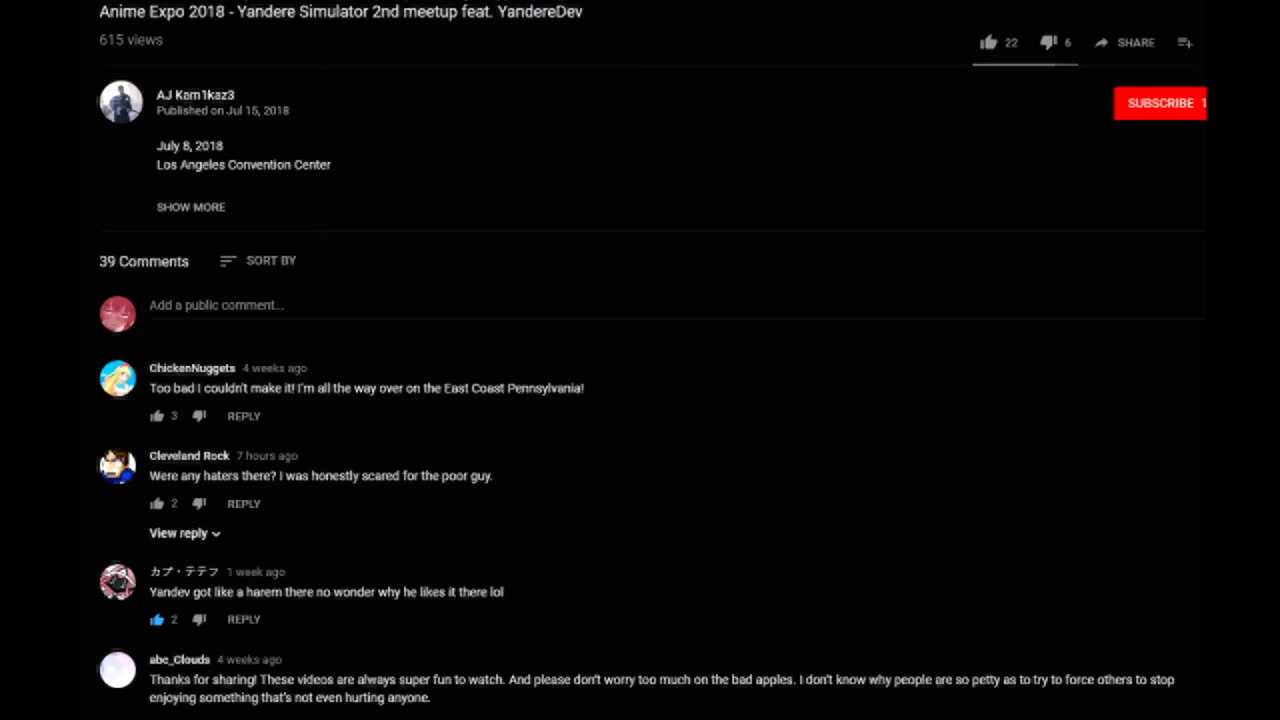 Anime Expo 2018 - Yandere Simulator 2nd meetup feat. YandereDev
615 views
22 6 SHARE
AJ Kam1kaz3
Published on Jul 15, 2018
SUBSCRIBE 1
July 8, 2018
Los Angeles Convention Center
SHOW MORE
39 Comments SORT BY
Add a public comment...
ChickenNuggets 4 weeks ago
Too bad I couldn't make it! I'm all the way over on the East Coast Pennsylvania!
3 REPLY
Cleveland Rock 7 hours ago
Were any haters there? I was honestly scared for the poor guy.
2 REPLY
View reply
カプ・テテフ 1 week ago
Yandev got like a harem there no wonder why he likes it there lol
2 REPLY
abc_Clouds 4 weeks ago
Thanks for sharing! These videos are always super fun to watch. And please don't worry too much on the bad apples. I don't know why people are so petty as to try to force others to stop
enjoying something that's not even hurting anyone.